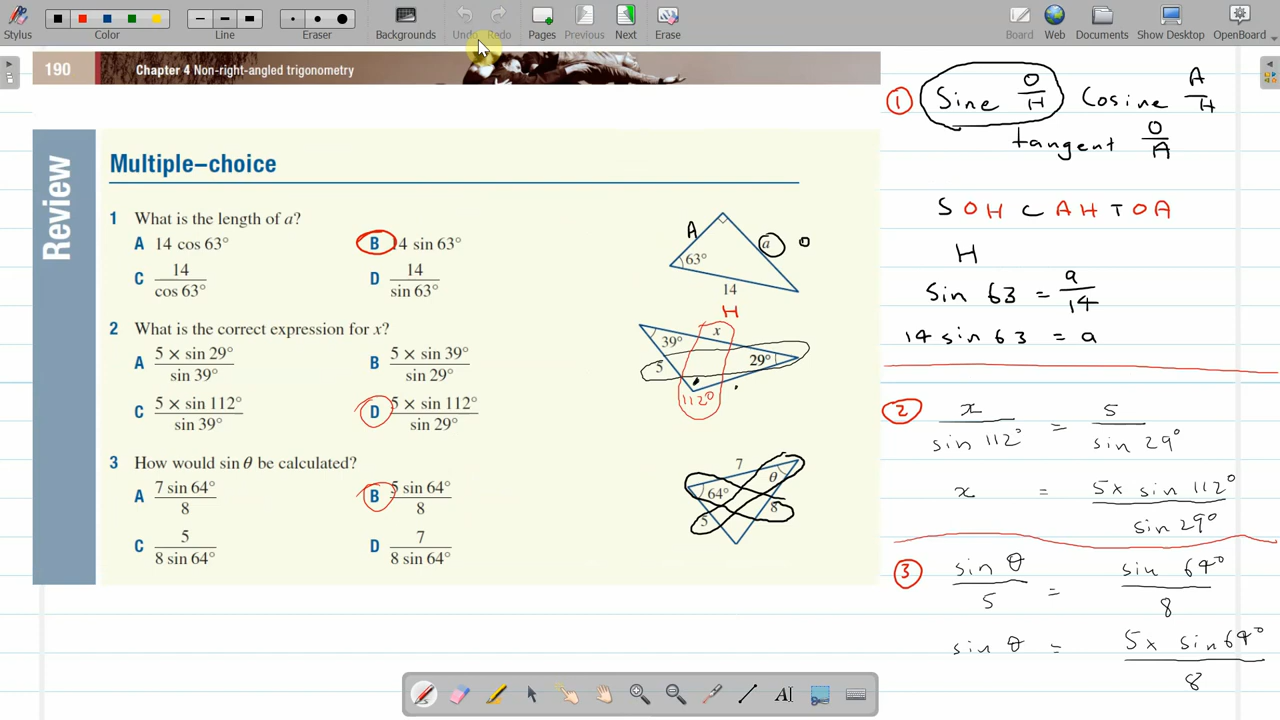 Stylus Color Line Eraser Backgrounds Undo Redo Pages Previous Next Erase Board Web Documents Show Desktop OpenBoard
190 Chapter 4 Non-right-angled trigonometry
Review
Multiple–choice
1 What is the length of a?
A 14 cos 63°
B 14 sin 63°
C 14 / cos 63°
D 14 / sin 63°
A
a
O
63°
14
H
2 What is the correct expression for x?
A 5 × sin 29° / sin 39°
B 5 × sin 39° / sin 29°
C 5 × sin 112° / sin 39°
D 5 × sin 112° / sin 29°
39°
x
5
29°
112°
3 How would sin θ be calculated?
A 7 sin 64° / 8
B 5 sin 64° / 8
C 5 / 8 sin 64°
D 7 / 8 sin 64°
7
θ
64°
5
8
1 Sine O/H Cosine A/H
tangent O/A
S OH C AH T OA
H
Sin 63 = a/14
14 sin 63 = a
2 x / sin 112° = 5 / sin 29°
x = 5x sin 112° / sin 29°
3 sin θ / 5 = sin 64° / 8
sin θ = 5x sin 64° / 8
AI